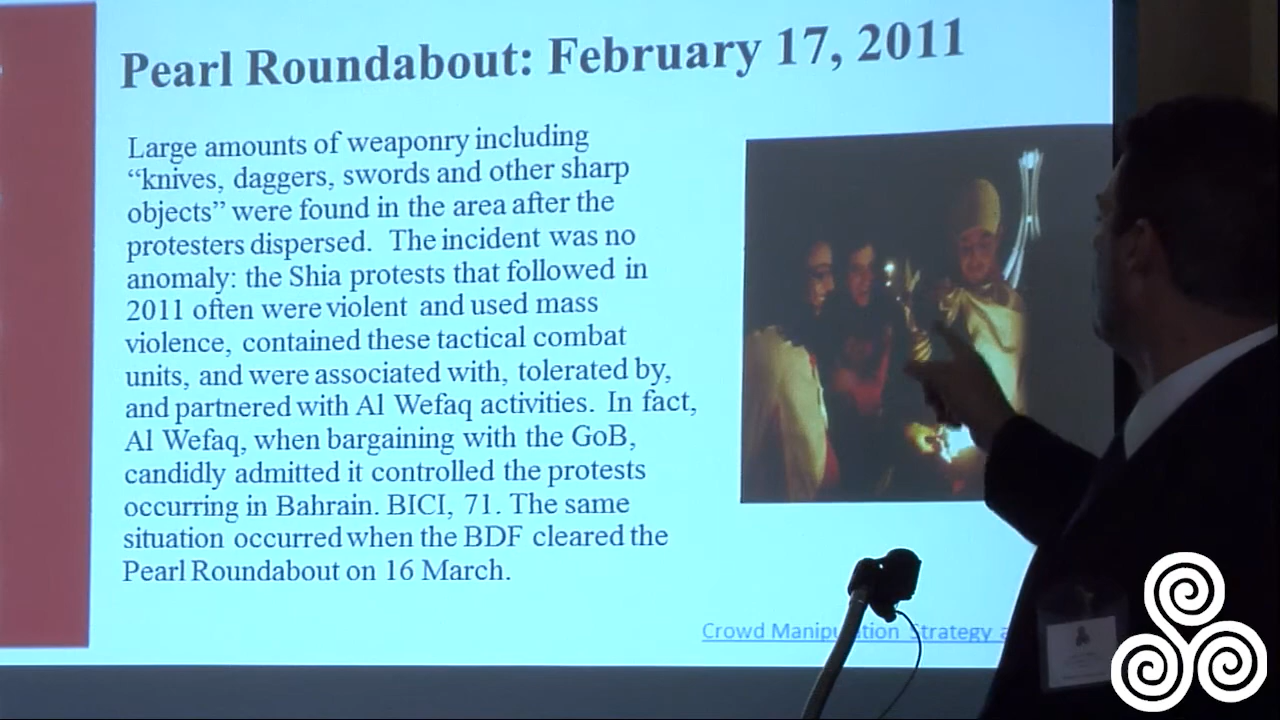 Pearl Roundabout: February 17, 2011
Large amounts of weaponry including
“knives, daggers, swords and other sharp
objects” were found in the area after the
protesters dispersed.  The incident was no
anomaly: the Shia protests that followed in
2011 often were violent and used mass
violence, contained these tactical combat
units, and were associated with, tolerated by,
and partnered with Al Wefaq activities.  In fact,
Al Wefaq, when bargaining with the GoB,
candidly admitted it controlled the protests
occurring in Bahrain. BICI, 71. The same
situation occurred when the BDF cleared the
Pearl Roundabout on 16 March.
Crowd Strategy